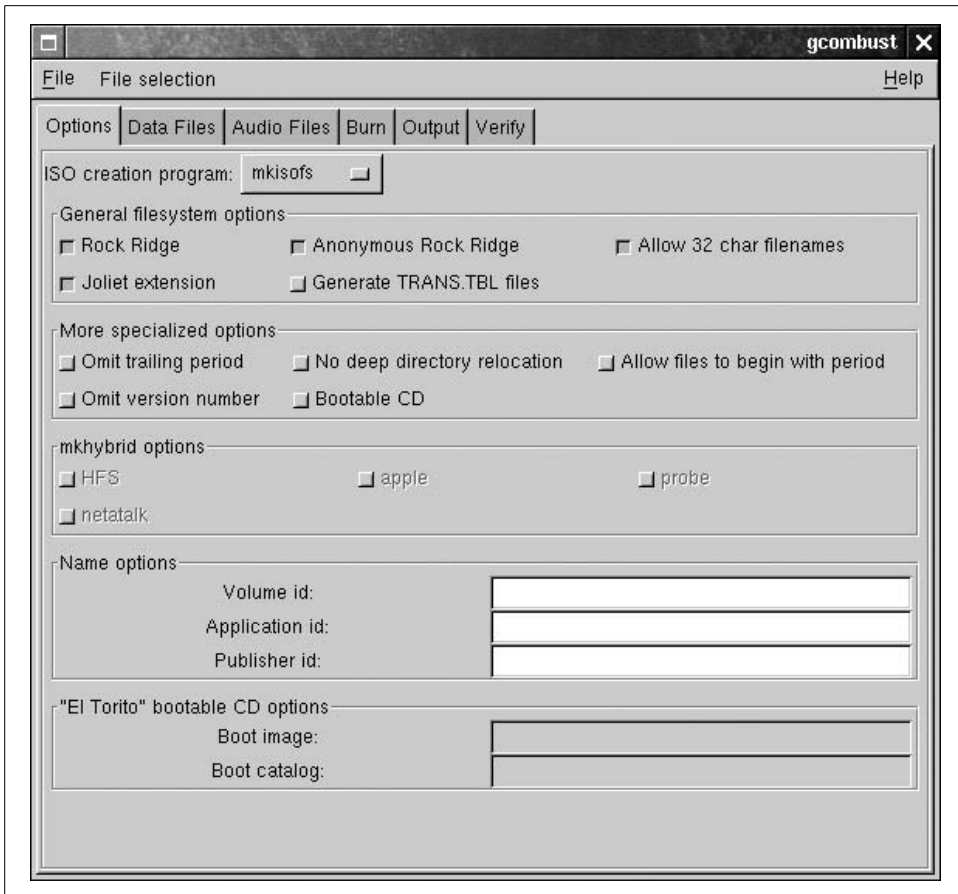 gcombust
File File selection Help
Options Data Files Audio Files Burn Output Verify
ISO creation program: mkisofs
General filesystem options
Rock Ridge Anonymous Rock Ridge Allow 32 char filenames
Joliet extension Generate TRANS.TBL files
More specialized options
Omit trailing period No deep directory relocation Allow files to begin with period
Omit version number Bootable CD
mkhybrid options
HFS apple probe
netatalk
Name options
Volume id:
Application id:
Publisher id:
"El Torito" bootable CD options
Boot image:
Boot catalog: